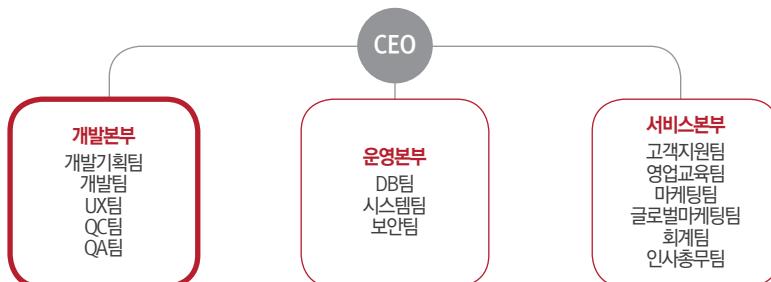 CEO
개발본부
개발기획팀
개발팀
UX팀
QC팀
QA팀
운영본부
DB팀
시스템팀
보안팀
서비스본부
고객지원팀
영업교육팀
마케팅팀
글로벌마케팅팀
회계팀
인사총무팀